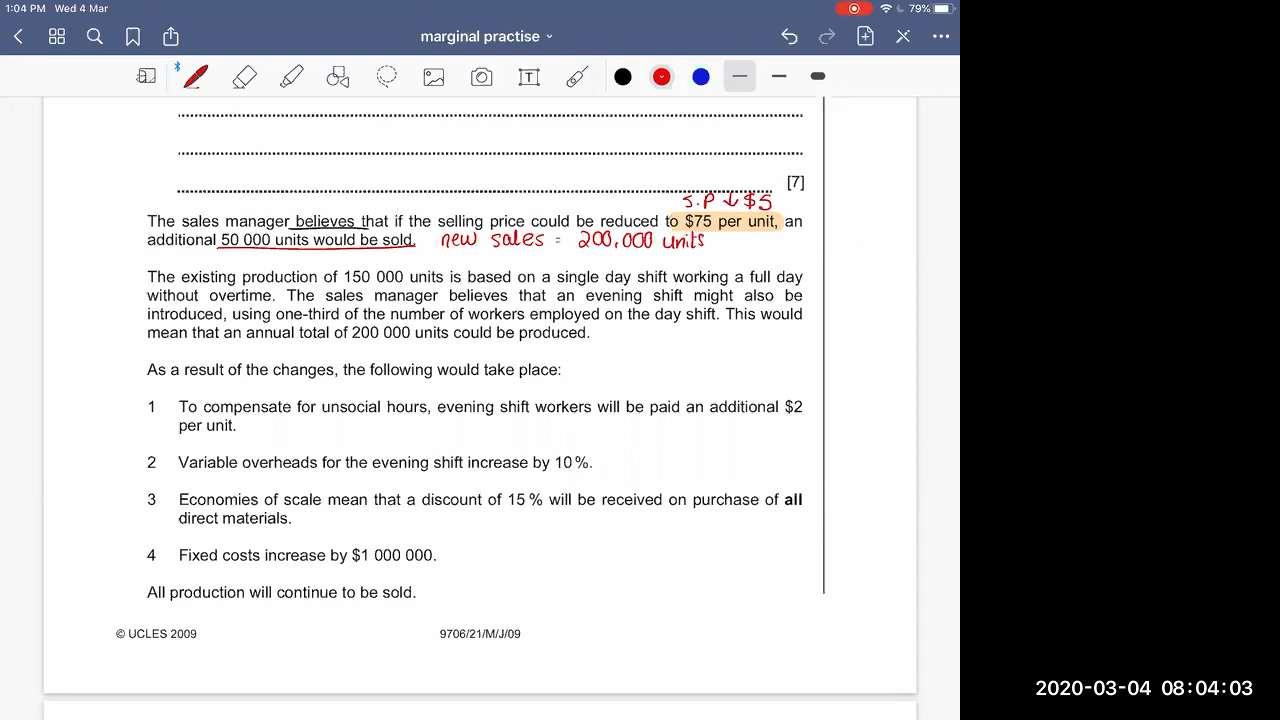 1:04 PM Wed 4 Mar
79%
marginal practise
T
[7]
S.P ↓ $5
The sales manager believes that if the selling price could be reduced to $75 per unit, an
additional 50 000 units would be sold. new sales = 200,000 units
The existing production of 150 000 units is based on a single day shift working a full day
without overtime. The sales manager believes that an evening shift might also be
introduced, using one-third of the number of workers employed on the day shift. This would
mean that an annual total of 200 000 units could be produced.
As a result of the changes, the following would take place:
1 To compensate for unsocial hours, evening shift workers will be paid an additional $2
per unit.
2 Variable overheads for the evening shift increase by 10 %.
3 Economies of scale mean that a discount of 15 % will be received on purchase of all
direct materials.
4 Fixed costs increase by $1 000 000.
All production will continue to be sold.
© UCLES 2009 9706/21/M/J/09
2020-03-04 08:04:03